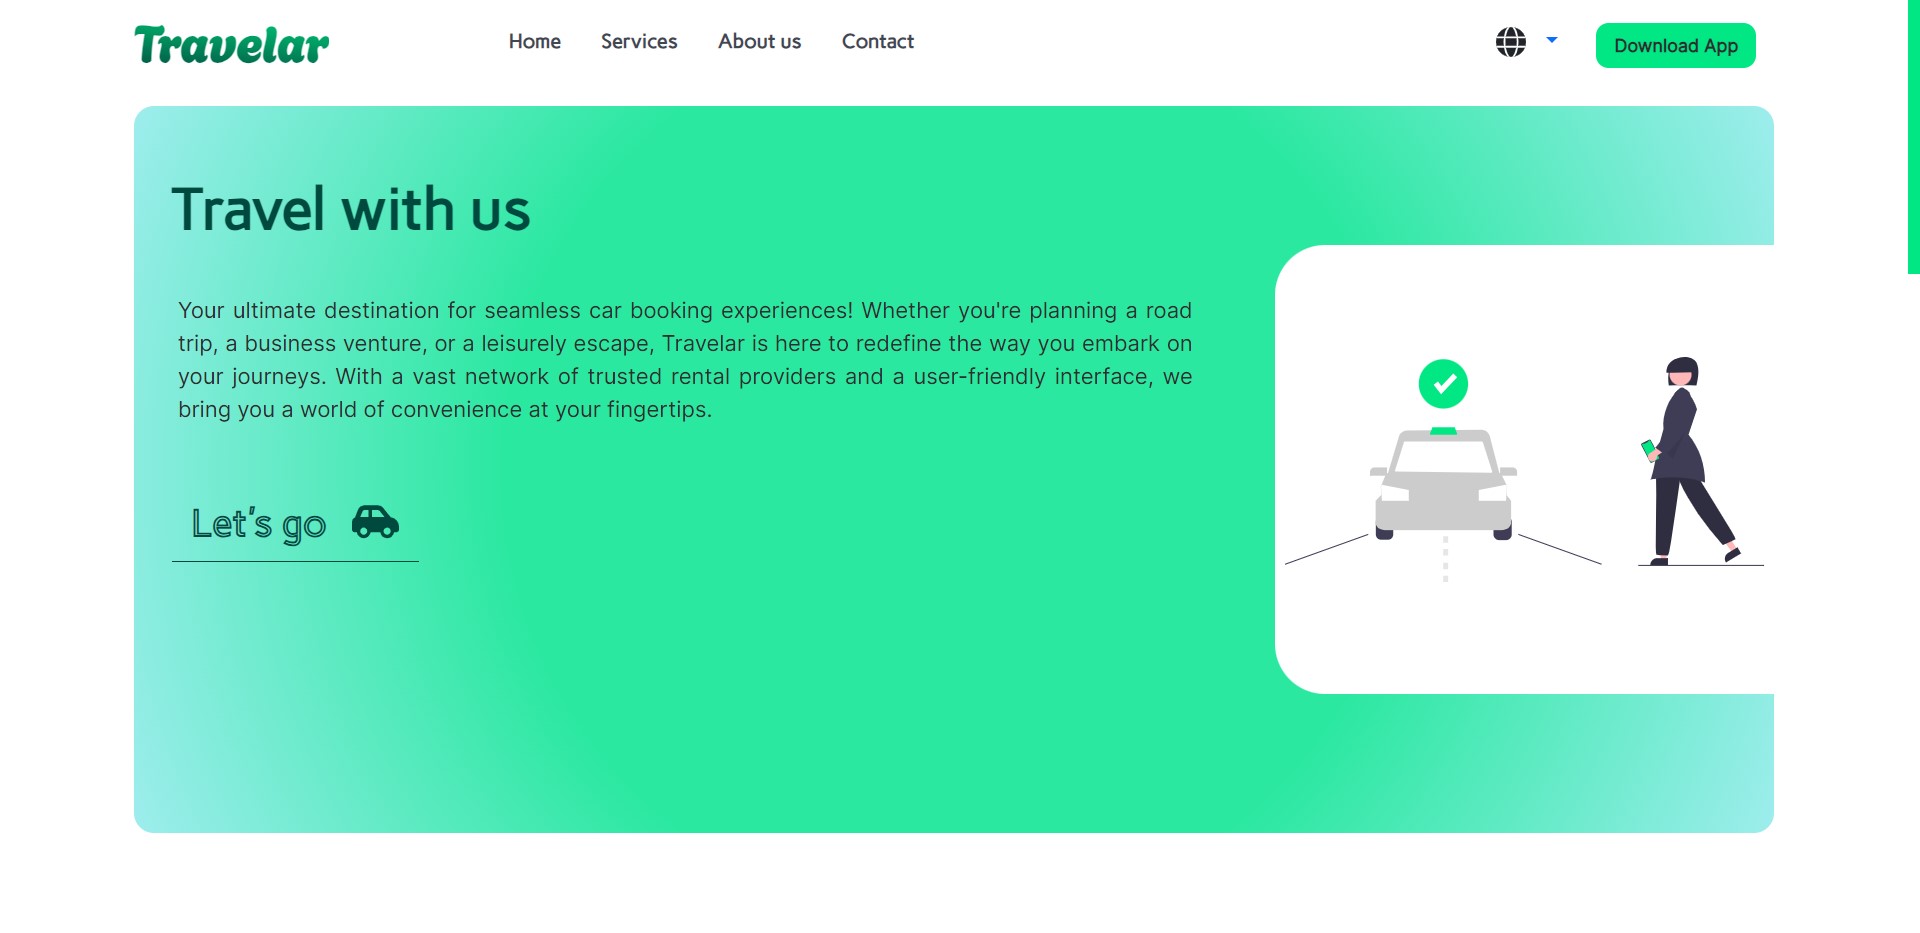 Travelar
Home
Services
About us
Contact
Download App
Travel with us
Your ultimate destination for seamless car booking experiences! Whether you're planning a road
trip, a business venture, or a leisurely escape, Travelar is here to redefine the way you embark on
your journeys. With a vast network of trusted rental providers and a user-friendly interface, we
bring you a world of convenience at your fingertips.
Let's go